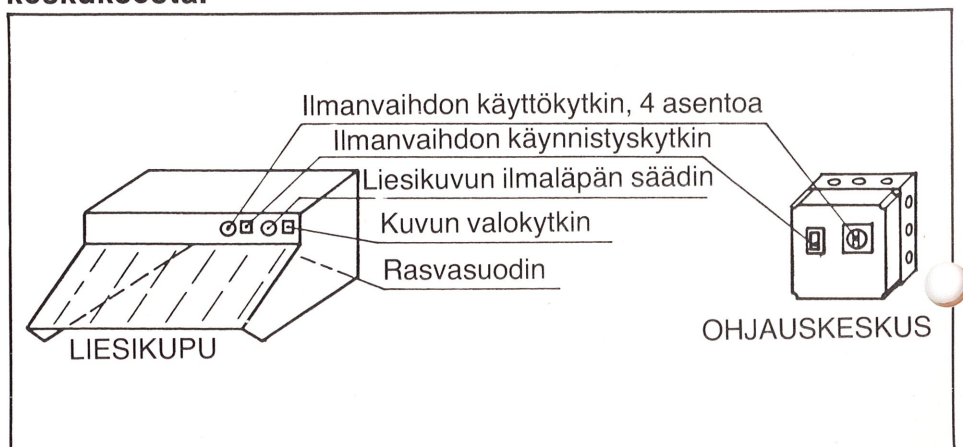 Ilmanvaihdon käyttökytkin, 4 asentoa
Ilmanvaihdon käynnistyskytkin
Liesikuvun ilmaläpän säädin
Kuvun valokytkin
Rasvasuodin
LIESIKUPU
OHJAUSKESKUS